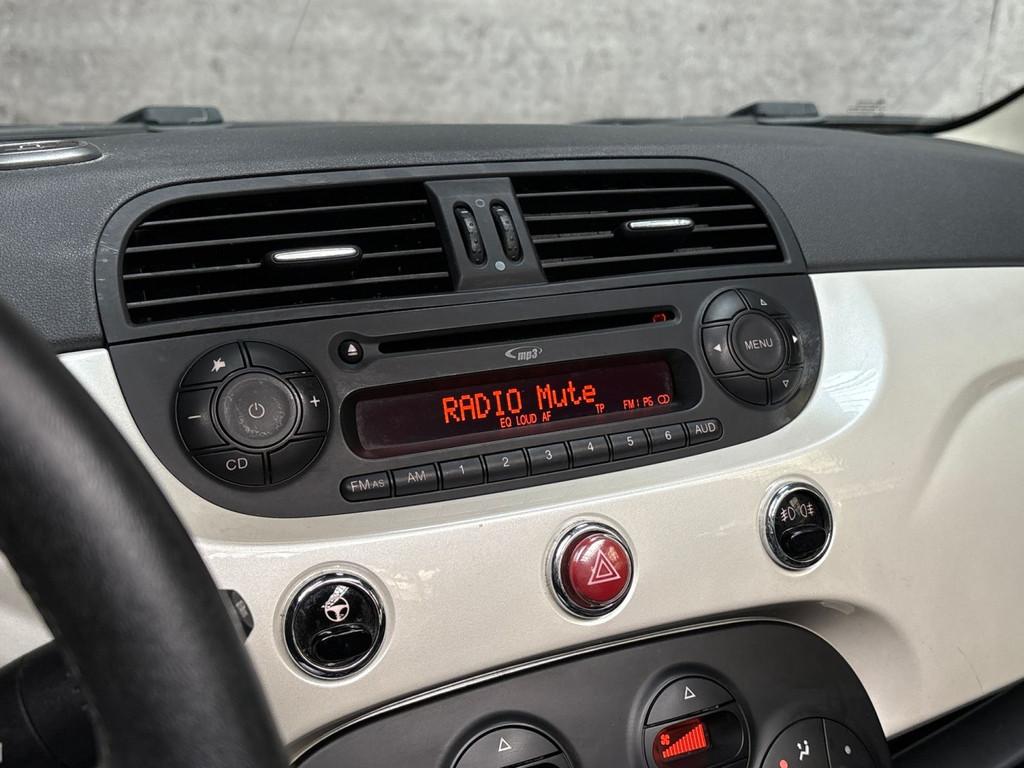 mp3
MENU
RADIO Mute
EQ LOUD AF TP FM1 P6 CD
+
-
CD
FM AS AM 1 2 3 4 5 6 AUD